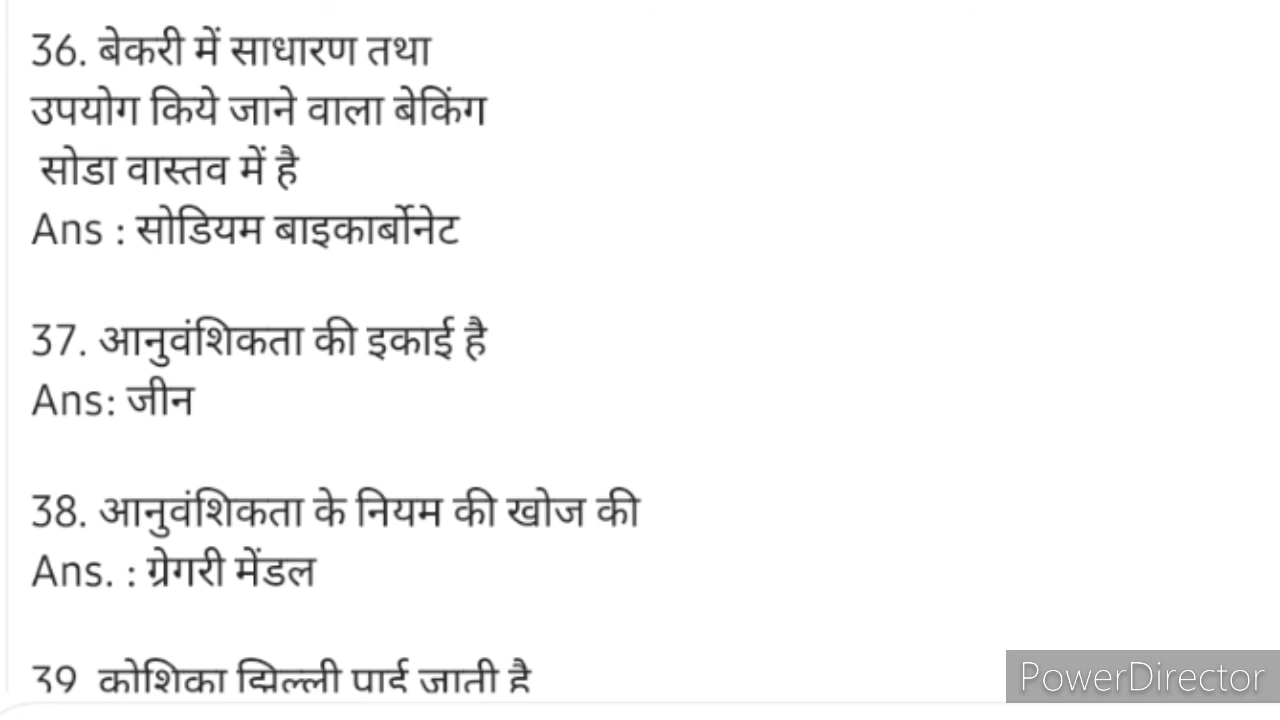 36. बेकरी में साधारण तथा
उपयोग किये जाने वाला बेकिंग
सोडा वास्तव में है
Ans : सोडियम बाइकार्बोनेट
37. आनुवंशिकता की इकाई है
Ans: जीन
38. आनुवंशिकता के नियम की खोज की
Ans. : ग्रेगरी मेंडल
39 कोशिका झिल्ली पाई जाती है
PowerDirector